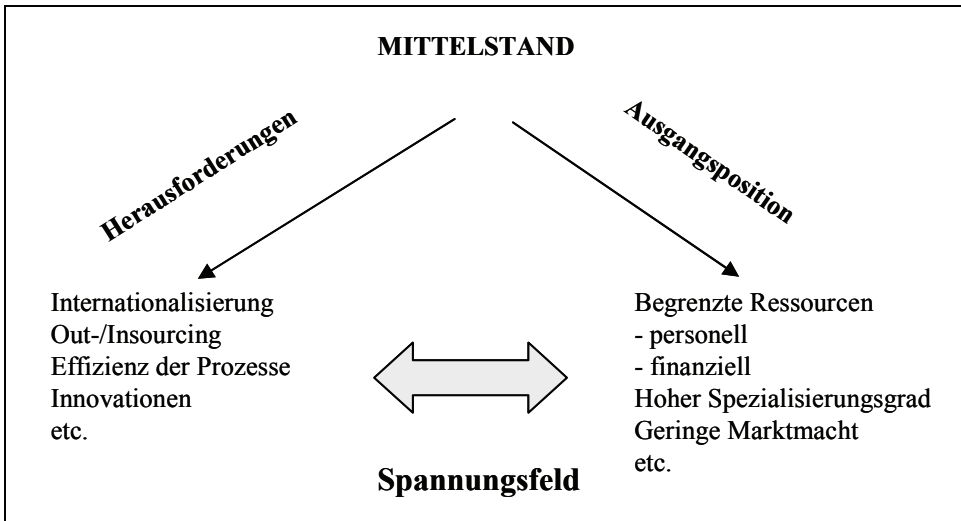 MITTELSTAND
Herausforderungen
Ausgangsposition
Internationalisierung
Out-/Insourcing
Effizienz der Prozesse
Innovationen
etc.
Begrenzte Ressourcen
- personell
- finanziell
Hoher Spezialisierungsgrad
Geringe Marktmacht
etc.
Spannungsfeld